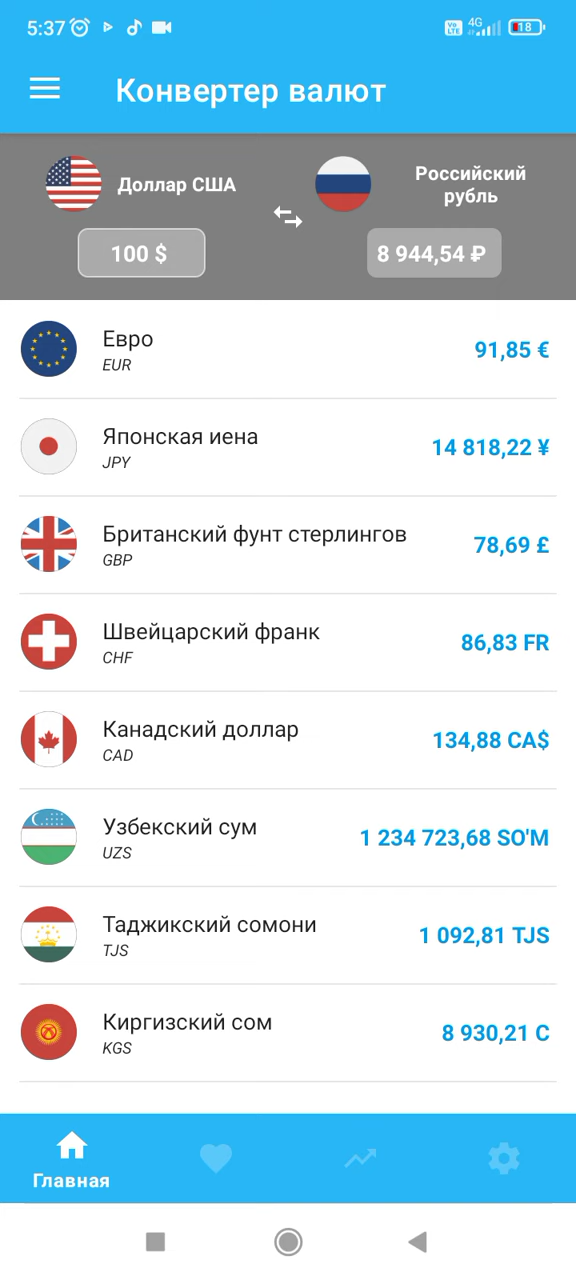 5:37
Vo LTE 4G 18
Конвертер валют
Доллар США
Российский
рубль
100 $
8 944,54 ₽
Евро
EUR
91,85 €
Японская иена
JPY
14 818,22 ¥
Британский фунт стерлингов
GBP
78,69 £
Швейцарский франк
CHF
86,83 FR
Канадский доллар
CAD
134,88 CA$
Узбекский сум
UZS
1 234 723,68 SO'M
Таджикский сомони
TJS
1 092,81 TJS
Киргизский сом
KGS
8 930,21 C
Главная